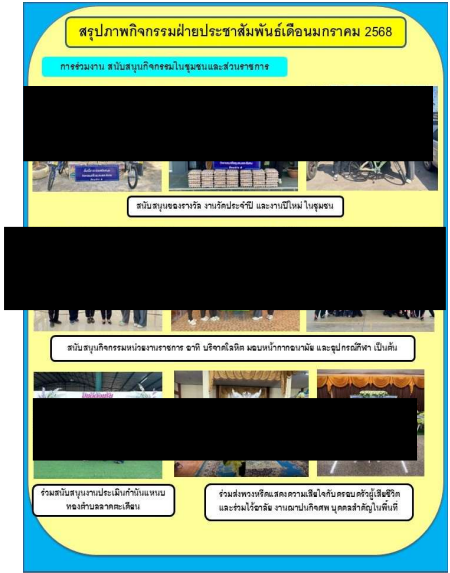 สรุปภาพกิจกรรมฝ่ายประชาสัมพันธ์เดือนมกราคม 2568
การร่วมงาน สนับสนุนกิจกรรมในชุมชนและส่วนราชการ
สนับสนุนของรางวัล งานวัดประจำปี และงานปีใหม่ ในชุมชน
สนับสนุนกิจกรรมหน่วยงานราชการ อาทิ บริจาคโลหิต มอบหน้ากากอนามัย และอุปกรณ์กีฬา เป็นต้น
ร่วมสนับสนุนงานประเมินกำนันแหนบ
ทองตำบลลาดตะเคียน
ร่วมส่งพวงหรีดแสดงความเสียใจกับครอบครัวผู้เสียชีวิต
และร่วมไว้อาลัย งานฌาปนกิจศพ บุคคลสำคัญในพื้นที่